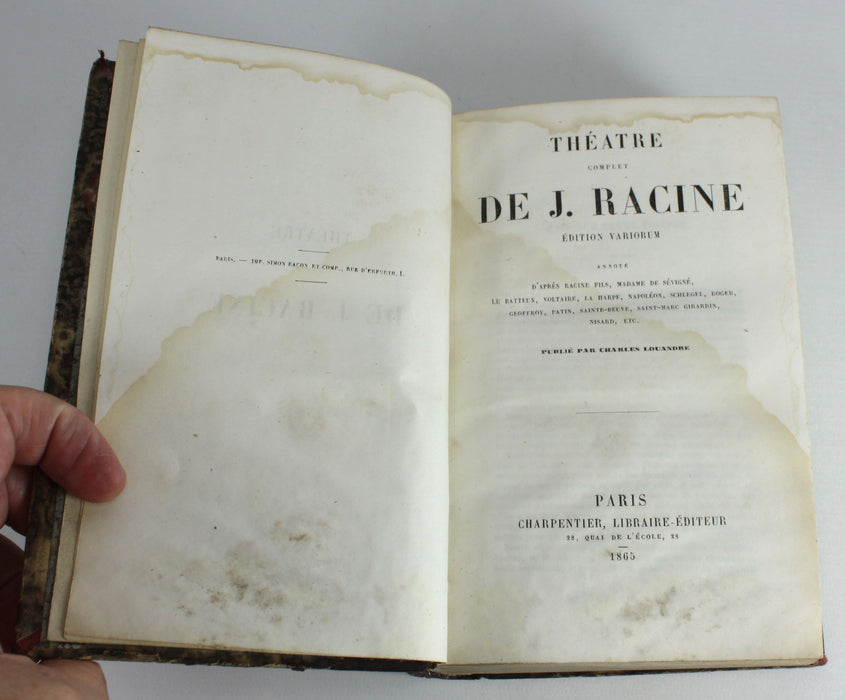 PARIS. — IMP. SIMON RAÇON ET COMP., RUE D'ERFURTH, 1.
THÉATRE
COMPLET
DE J. RACINE
ÉDITION VARIORUM
ANNOTÉ
D'APRÈS RACINE FILS, MADAME DE SÉVIGNÉ,
LE BATTEUX, VOLTAIRE, LA HARPE, NAPOLÉON, SCHLEGEL, ROGER,
GEOFFROY, PATIN, SAINTE-BEUVE, SAINT-MARC GIRARDIN,
NISARD, ETC.
PUBLIÉ PAR CHARLES LOUANDRE
PARIS
CHARPENTIER, LIBRAIRE-ÉDITEUR
28, QUAI DE L'ÉCOLE, 28
1865